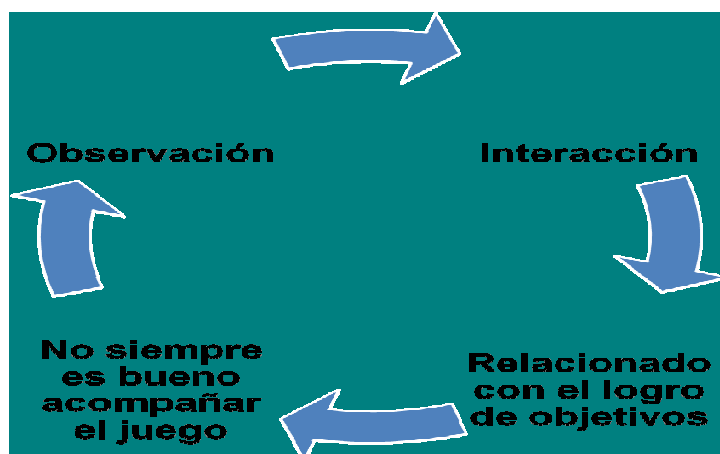 Observación
Interacción
Relacionado
con el logro
de objetivos
No siempre
es bueno
acompañar
el juego